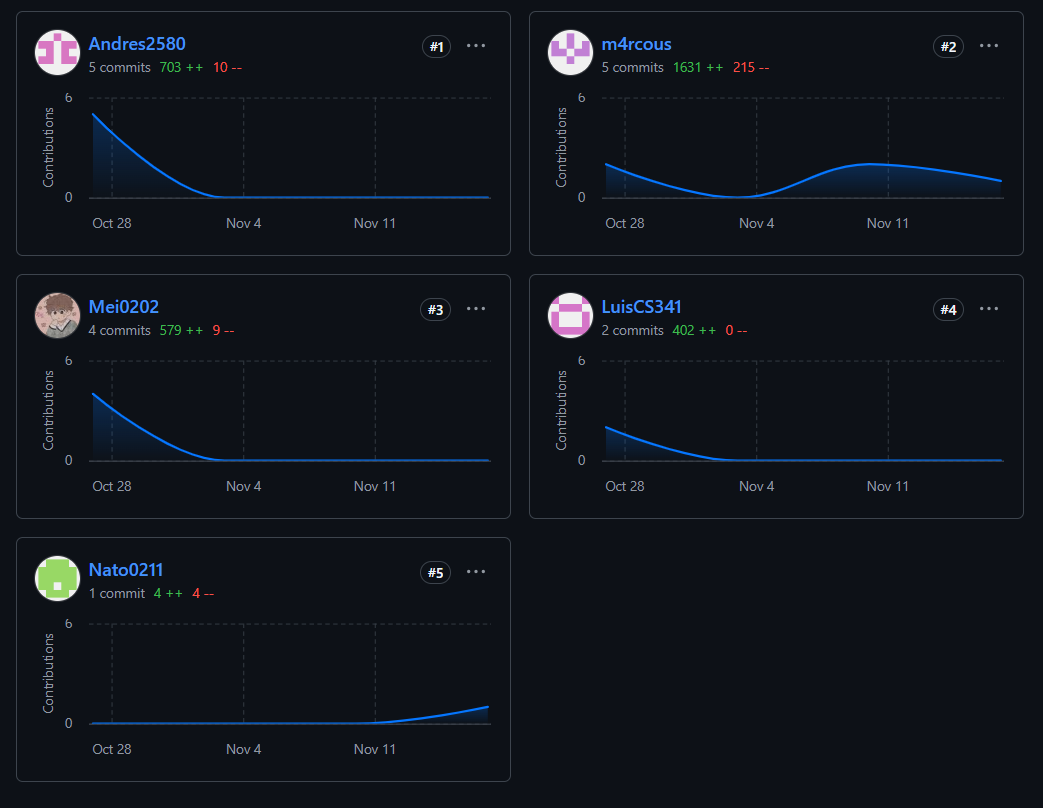 Andres2580 #1 ···
5 commits 703 ++ 10 --
6
Contributions
0
Oct 28 Nov 4 Nov 11
m4rcous #2 ···
5 commits 1631 ++ 215 --
6
Contributions
0
Oct 28 Nov 4 Nov 11
Mei0202 #3 ···
4 commits 579 ++ 9 --
6
Contributions
0
Oct 28 Nov 4 Nov 11
LuisCS341 #4 ···
2 commits 402 ++ 0 --
6
Contributions
0
Oct 28 Nov 4 Nov 11
Nato0211 #5 ···
1 commit 4 ++ 4 --
6
Contributions
0
Oct 28 Nov 4 Nov 11